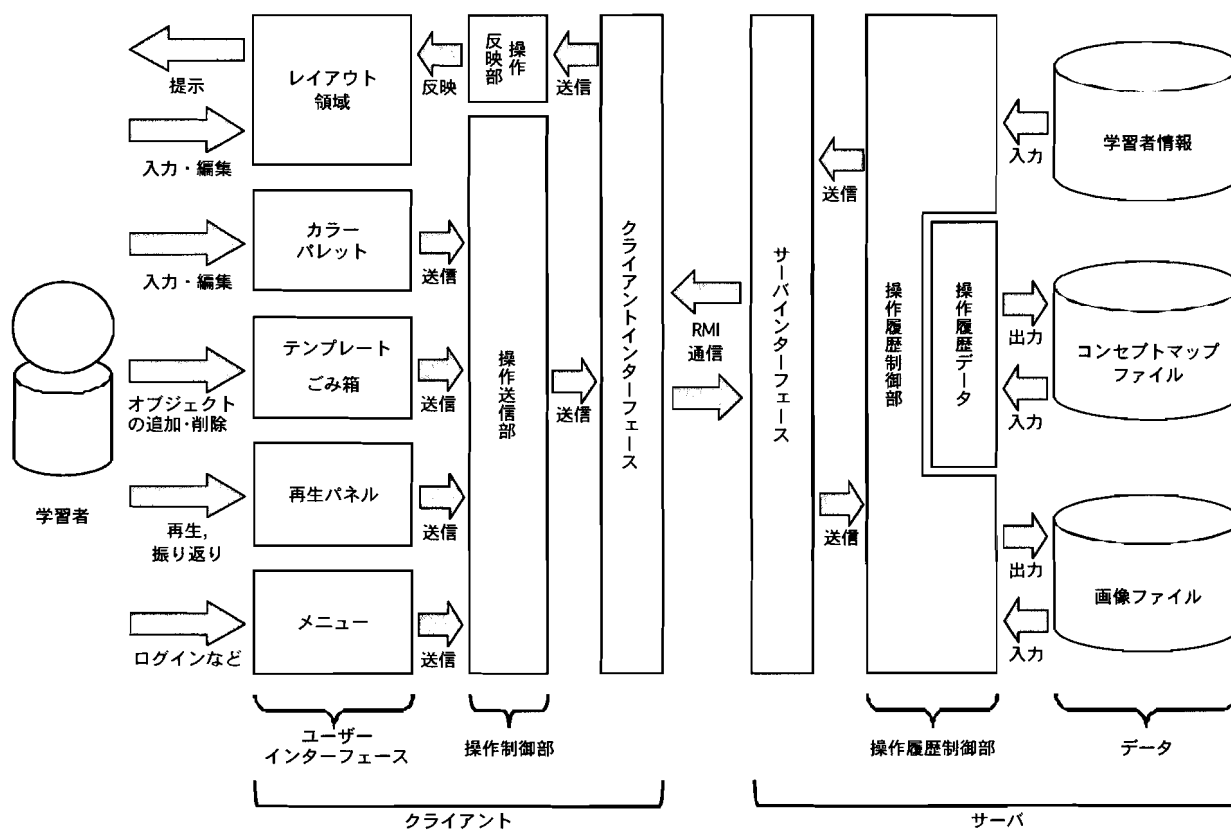 学習者
提示
入力・編集
入力・編集
オブジェクト
の追加・削除
再生,
振り返り
ログインなど
レイアウト
領域
カラー
パレット
テンプレート
ごみ箱
再生パネル
メニュー
反映
送信
送信
送信
送信
操作
反映部
操作送信部
送信
送信
クライアントインターフェース
RMI
通信
サーバインターフェース
送信
送信
操作履歴制御部
操作履歴データ
入力
出力
入力
出力
入力
学習者情報
コンセプトマップ
ファイル
画像ファイル
ユーザー
インターフェース
操作制御部
操作履歴制御部
データ
クライアント
サーバ